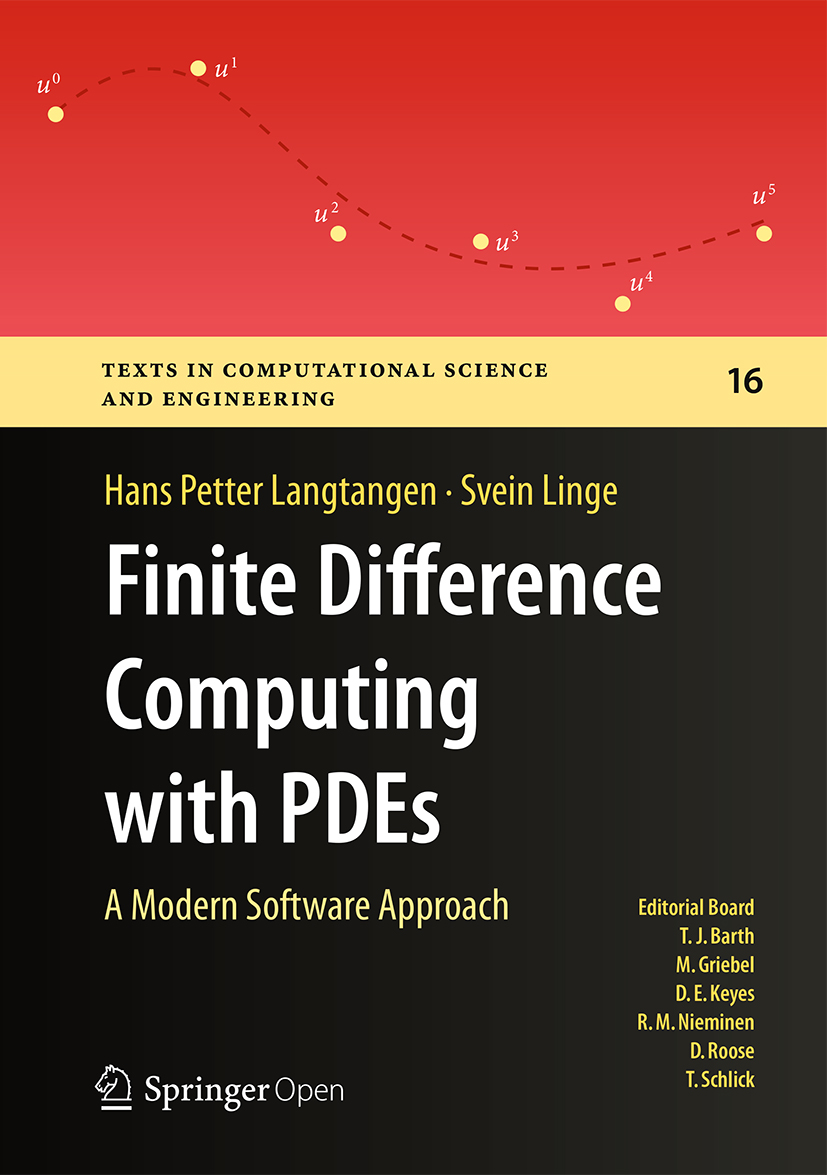 u⁰
u¹
u²
u³
u⁴
u⁵
TEXTS IN COMPUTATIONAL SCIENCE
AND ENGINEERING
16
Hans Petter Langtangen · Svein Linge
Finite Difference
Computing
with PDEs
A Modern Software Approach
Editorial Board
T. J. Barth
M. Griebel
D. E. Keyes
R. M. Nieminen
D. Roose
T. Schlick
Springer Open